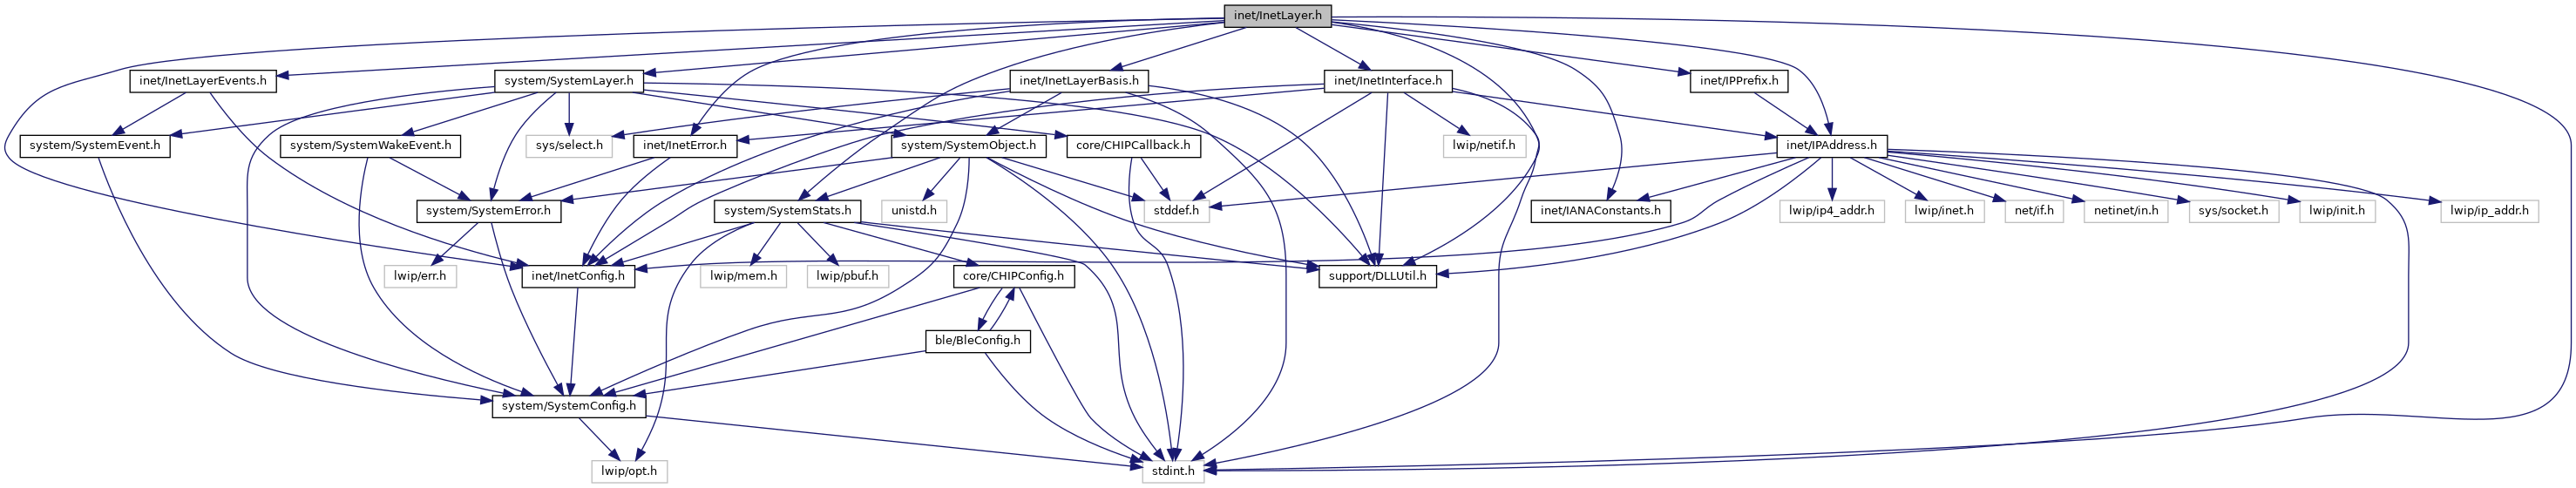 inet/InetLayer.h
inet/InetLayerEvents.h
system/SystemLayer.h
inet/InetLayerBasis.h
inet/InetInterface.h
inet/IPPrefix.h
system/SystemEvent.h
system/SystemWakeEvent.h
sys/select.h
inet/InetError.h
system/SystemObject.h
core/CHIPCallback.h
lwip/netif.h
inet/IPAddress.h
system/SystemError.h
system/SystemStats.h
unistd.h
stddef.h
inet/IANAConstants.h
lwip/ip4_addr.h
lwip/inet.h
net/if.h
netinet/in.h
sys/socket.h
lwip/init.h
lwip/ip_addr.h
lwip/err.h
inet/InetConfig.h
lwip/mem.h
lwip/pbuf.h
core/CHIPConfig.h
support/DLLUtil.h
ble/BleConfig.h
system/SystemConfig.h
lwip/opt.h
stdint.h